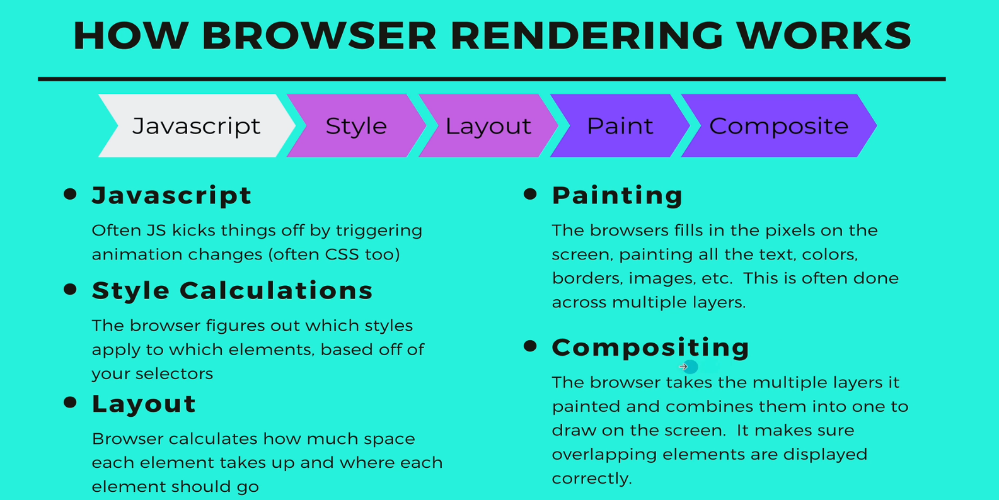 HOW BROWSER RENDERING WORKS
Javascript
Style
Layout
Paint
Composite
Javascript
Often JS kicks things off by triggering
animation changes (often CSS too)
Style Calculations
The browser figures out which styles
apply to which elements, based off of
your selectors
Layout
Browser calculates how much space
each element takes up and where each
element should go
Painting
The browsers fills in the pixels on the
screen, painting all the text, colors,
borders, images, etc.  This is often done
across multiple layers.
Compositing
The browser takes the multiple layers it
painted and combines them into one to
draw on the screen.  It makes sure
overlapping elements are displayed
correctly.